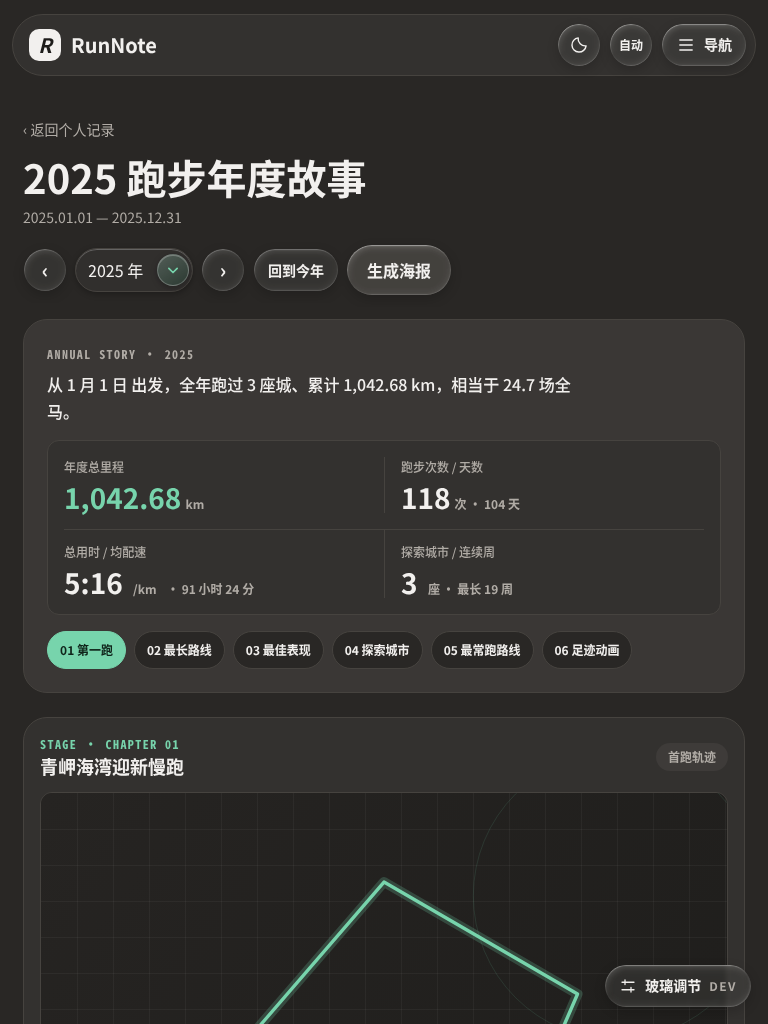 R RunNote
自动
导航
‹ 返回个人记录
2025 跑步年度故事
2025.01.01 — 2025.12.31
‹
2025 年
›
回到今年
生成海报
ANNUAL STORY • 2025
从 1 月 1 日 出发，全年跑过 3 座城、累计 1,042.68 km，相当于 24.7 场全
马。
年度总里程
1,042.68 km
跑步次数 / 天数
118 次 · 104 天
总用时 / 均配速
5:16 /km · 91 小时 24 分
探索城市 / 连续周
3 座 · 最长 19 周
01 第一跑
02 最长路线
03 最佳表现
04 探索城市
05 最常跑路线
06 足迹动画
STAGE • CHAPTER 01
青岬海湾迎新慢跑
首跑轨迹
玻璃调节 DEV